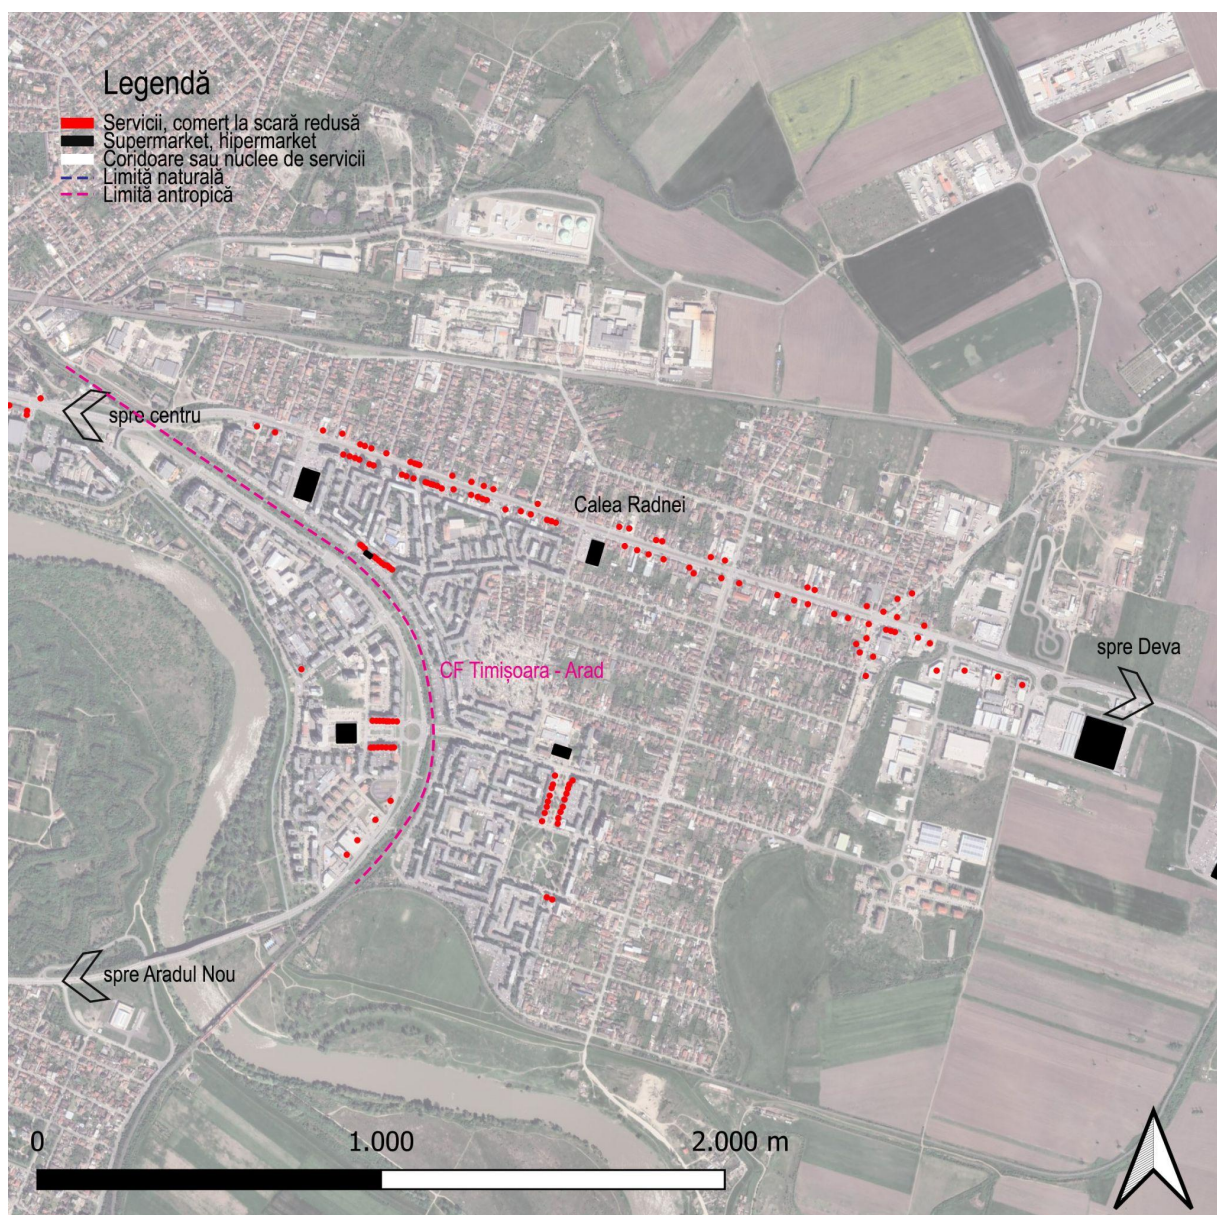 Legendă
Servicii, comerț la scară redusă
Supermarket, hipermarket
Coridoare sau nuclee de servicii
Limită naturală
Limită antropică
spre centru
Calea Radnei
spre Deva
CF Timișoara - Arad
spre Aradul Nou
0 1.000 2.000 m